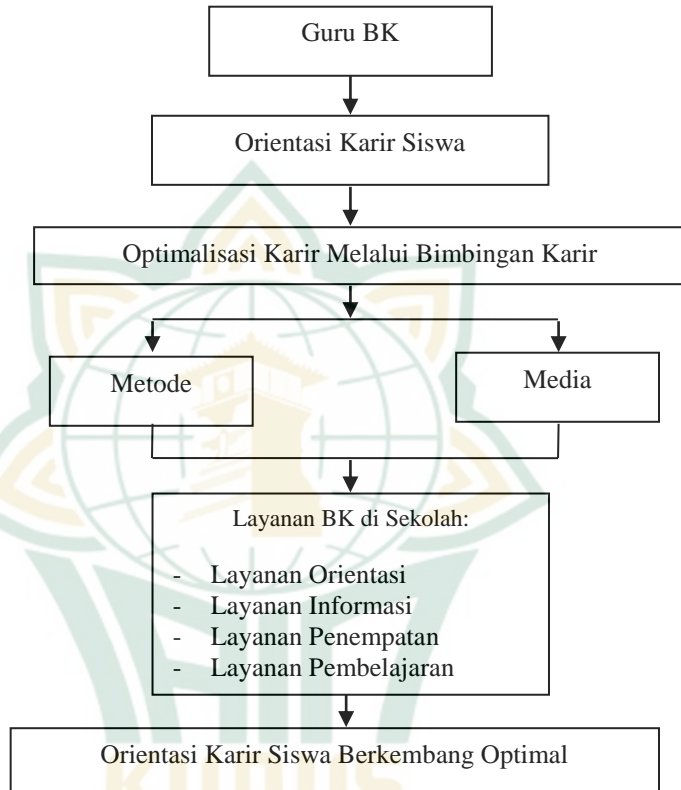 Guru BK
Orientasi Karir Siswa
Optimalisasi Karir Melalui Bimbingan Karir
Metode
Media
Layanan BK di Sekolah:
- Layanan Orientasi
- Layanan Informasi
- Layanan Penempatan
- Layanan Pembelajaran
Orientasi Karir Siswa Berkembang Optimal
KUDUS